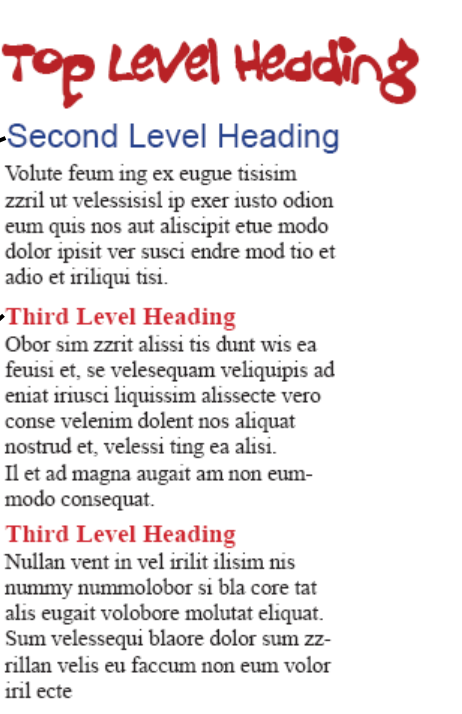 Top Level Heading
Second Level Heading
Volute feum ing ex eugue tisisim
zzril ut velessisisl ip exer iusto odion
eum quis nos aut aliscipit etue modo
dolor ipisit ver susci endre mod tio et
adio et iriliqui tisi.
Third Level Heading
Obor sim zzrit alissi tis dunt wis ea
feuisi et, se velesequam veliquipis ad
eniat iriusci liquissim alissecte vero
conse velenim dolent nos aliquat
nostrud et, velessi ting ea alisi.
Il et ad magna augait am non eum-
modo consequat.
Third Level Heading
Nullan vent in vel irilit ilisim nis
nummy nummolobor si bla core tat
alis eugait volobore molutat eliquat.
Sum velessequi blaore dolor sum zz-
rillan velis eu faccum non eum volor
iril ecte